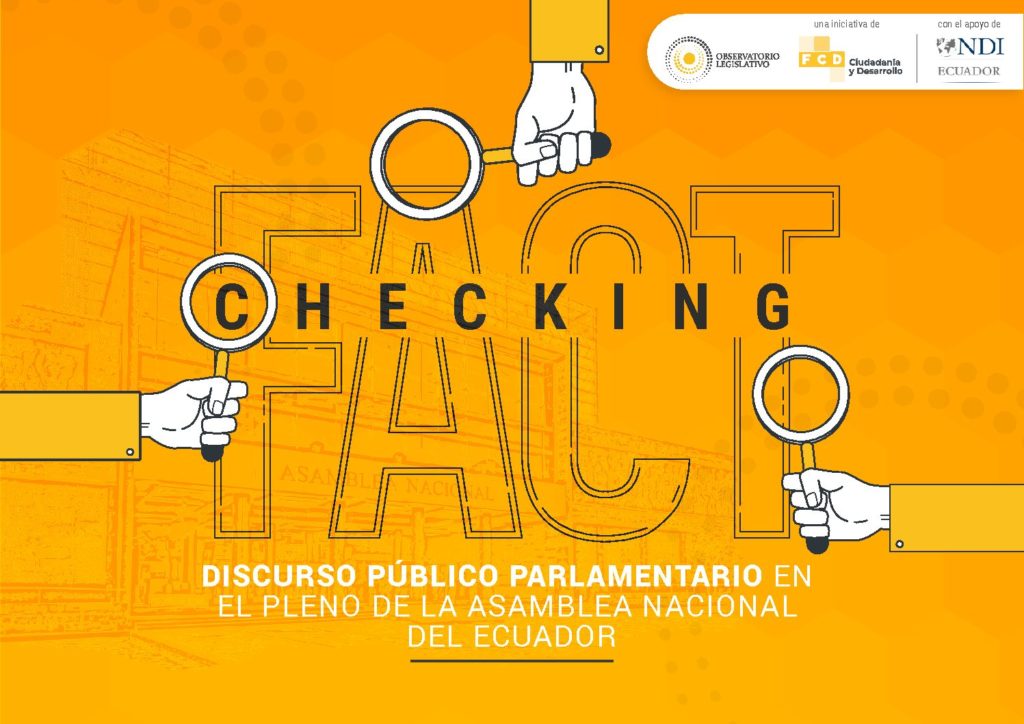 una iniciativa de
con el apoyo de
OBSERVATORIO
LEGISLATIVO
FCD
Ciudadanía
y Desarrollo
NDI
ECUADOR
FACT
CHECKING
ASAMBLEA NACIONAL
DISCURSO PÚBLICO PARLAMENTARIO EN
EL PLENO DE LA ASAMBLEA NACIONAL
DEL ECUADOR